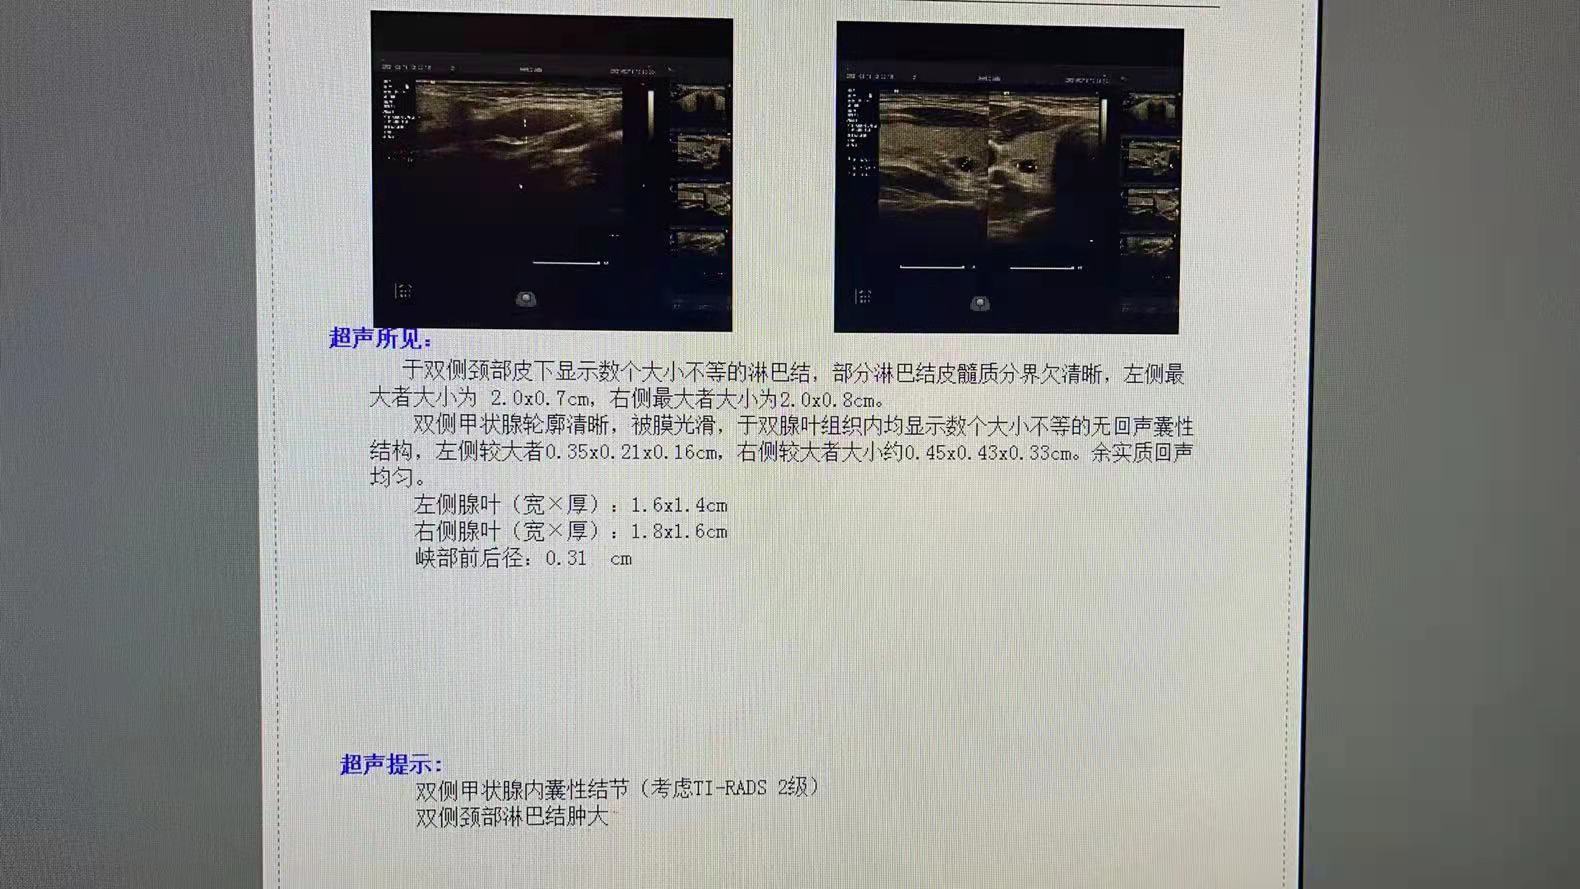 超声所见：
于双侧颈部皮下显示数个大小不等的淋巴结，部分淋巴结皮髓质分界欠清晰，左侧最
大者大小为 2.0x0.7cm，右侧最大者大小为2.0x0.8cm。
双侧甲状腺轮廓清晰，被膜光滑，于双腺叶组织内均显示数个大小不等的无回声囊性
结构，左侧较大者0.35x0.21x0.16cm，右侧较大者大小约0.45x0.43x0.33cm。余实质回声
均匀。
左侧腺叶（宽×厚）：1.6x1.4cm
右侧腺叶（宽×厚）：1.8x1.6cm
峡部前后径：0.31 cm
超声提示：
双侧甲状腺内囊性结节（考虑TI-RADS 2级）
双侧颈部淋巴结肿大